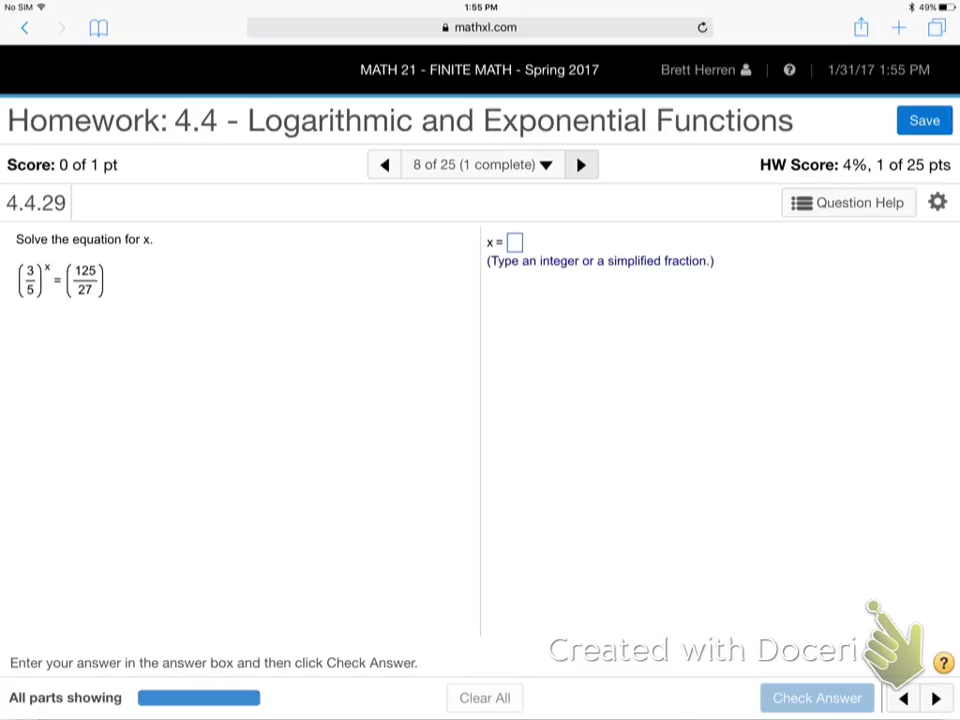 No SIM 1:55 PM 49%
mathxl.com
MATH 21 - FINITE MATH - Spring 2017 Brett Herren ? 1/31/17 1:55 PM
Homework: 4.4 - Logarithmic and Exponential Functions Save
Score: 0 of 1 pt 8 of 25 (1 complete) HW Score: 4%, 1 of 25 pts
4.4.29 Question Help
Solve the equation for x.
(3/5)^x = (125/27)
x =
(Type an integer or a simplified fraction.)
Created with Doceri
Enter your answer in the answer box and then click Check Answer. ?
All parts showing Clear All Check Answer